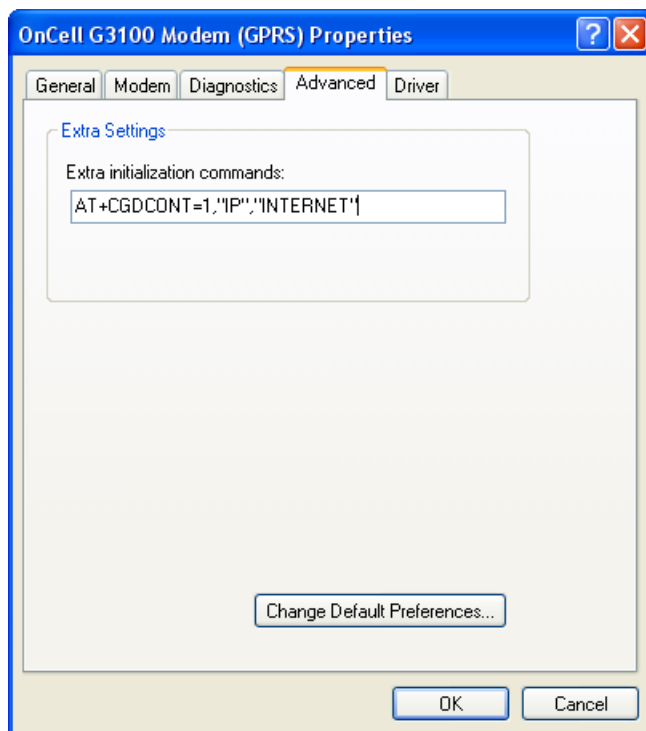 OnCell G3100 Modem (GPRS) Properties
General Modem Diagnostics Advanced Driver
Extra Settings
Extra initialization commands:
AT+CGDCONT=1,"IP","INTERNET"
Change Default Preferences...
OK Cancel